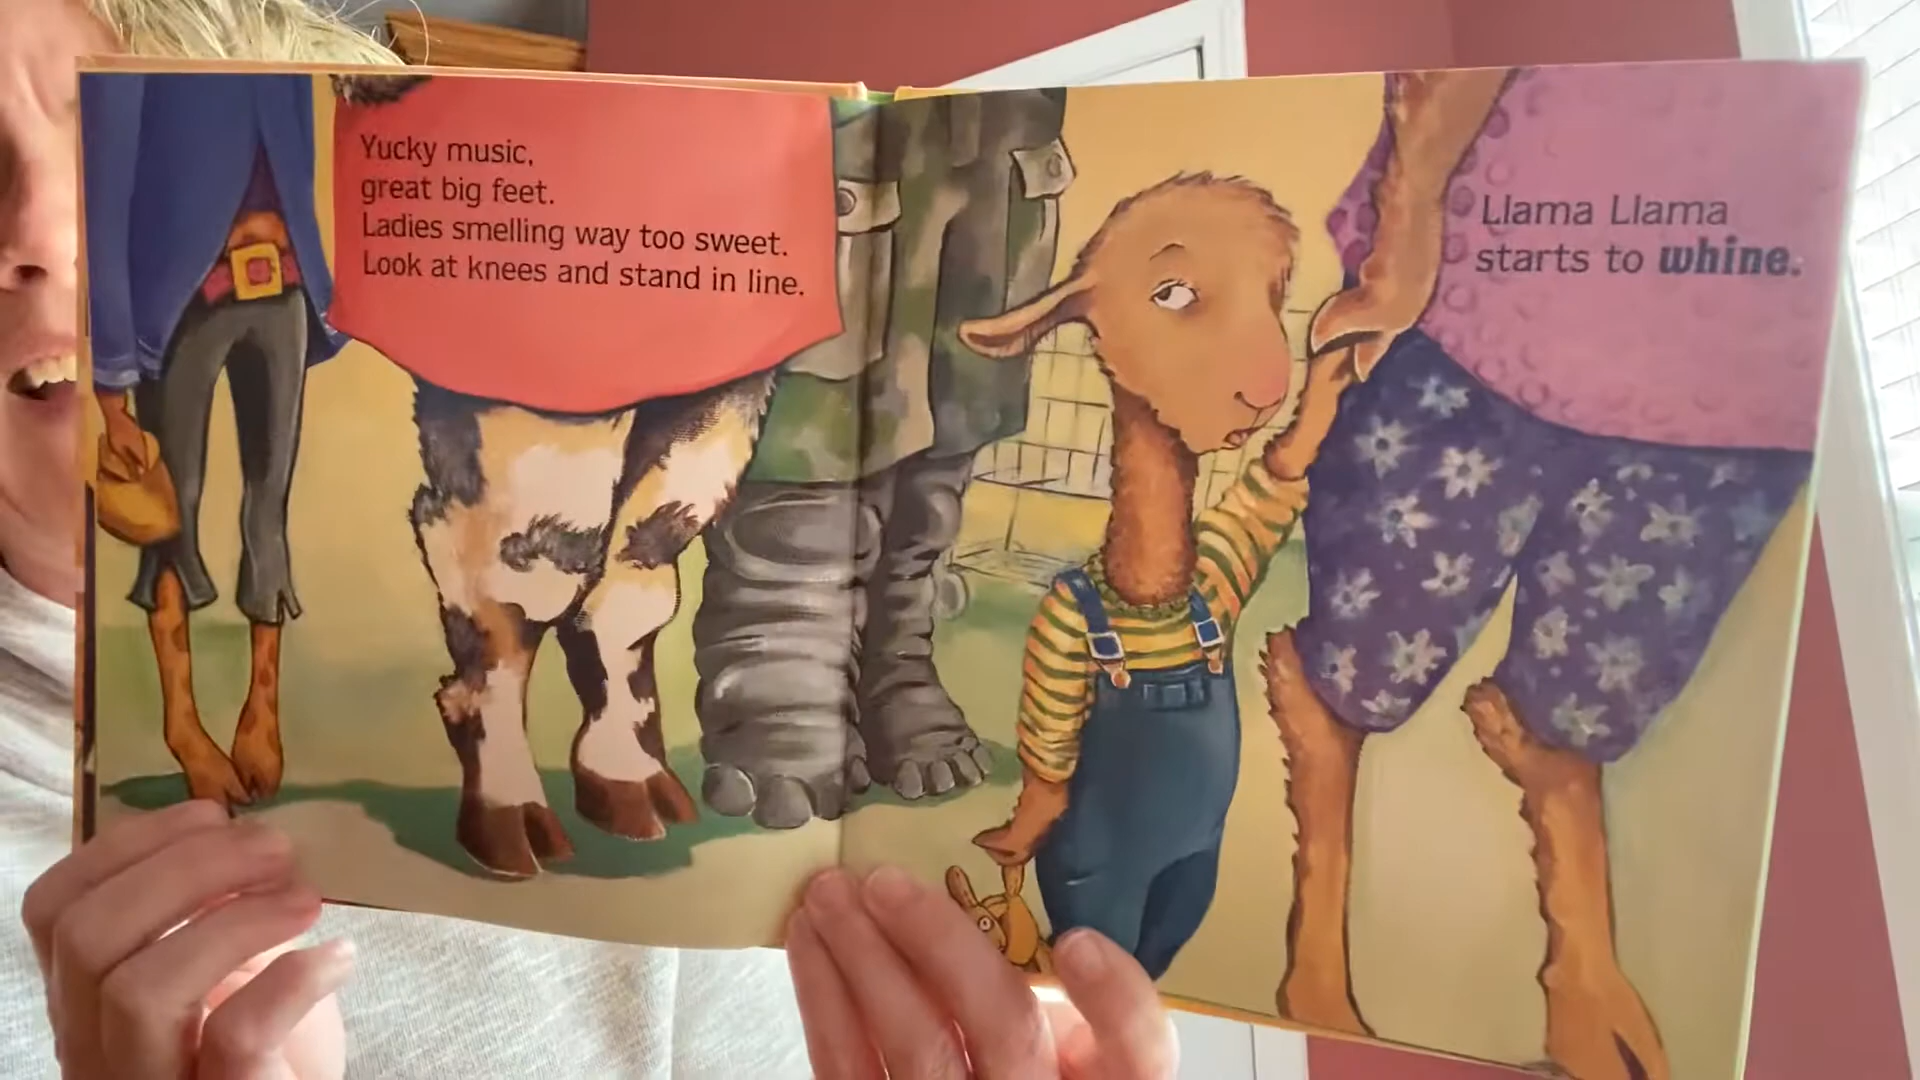 Yucky music,
great big feet.
Ladies smelling way too sweet.
Look at knees and stand in line.
Llama Llama
starts to whine.